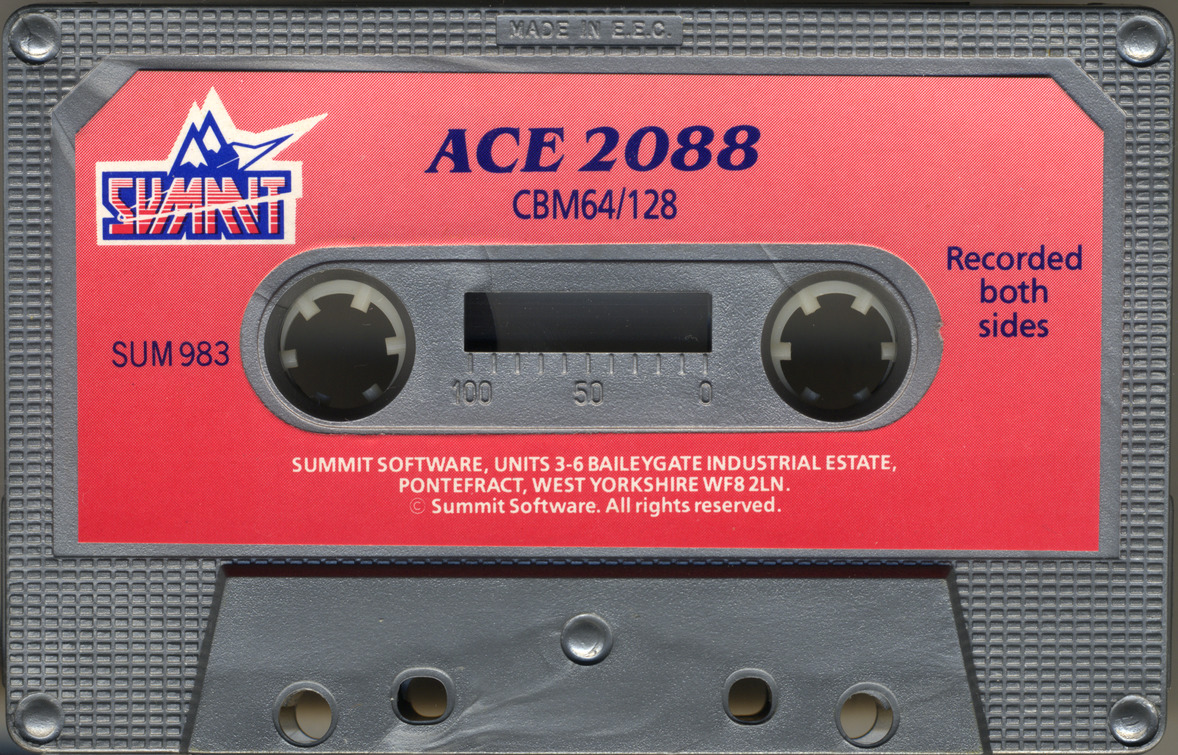 MADE IN E.E.C.
SUMMIT
ACE 2088
CBM64/128
Recorded
both
sides
SUM 983
100 50 0
SUMMIT SOFTWARE, UNITS 3-6 BAILEYGATE INDUSTRIAL ESTATE,
PONTEFRACT, WEST YORKSHIRE WF8 2LN.
© Summit Software. All rights reserved.